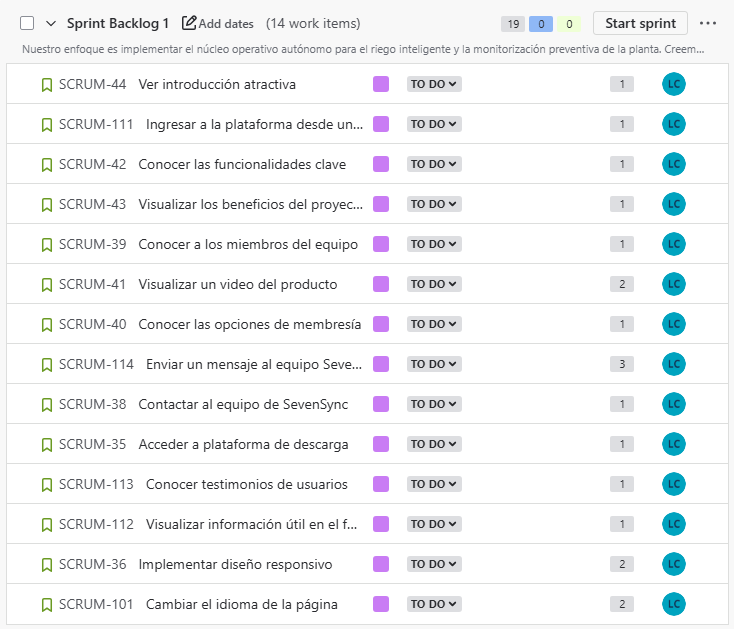 Sprint Backlog 1 Add dates (14 work items) 19 0 0 Start sprint
Nuestro enfoque es implementar el núcleo operativo autónomo para el riego inteligente y la monitorización preventiva de la planta. Creem...
SCRUM-44 Ver introducción atractiva TO DO 1 LC
SCRUM-111 Ingresar a la plataforma desde un... TO DO 1 LC
SCRUM-42 Conocer las funcionalidades clave TO DO 1 LC
SCRUM-43 Visualizar los beneficios del proyec... TO DO 1 LC
SCRUM-39 Conocer a los miembros del equipo TO DO 1 LC
SCRUM-41 Visualizar un video del producto TO DO 2 LC
SCRUM-40 Conocer las opciones de membresía TO DO 1 LC
SCRUM-114 Enviar un mensaje al equipo Seve... TO DO 3 LC
SCRUM-38 Contactar al equipo de SevenSync TO DO 1 LC
SCRUM-35 Acceder a plataforma de descarga TO DO 1 LC
SCRUM-113 Conocer testimonios de usuarios TO DO 1 LC
SCRUM-112 Visualizar información útil en el f... TO DO 1 LC
SCRUM-36 Implementar diseño responsivo TO DO 2 LC
SCRUM-101 Cambiar el idioma de la página TO DO 2 LC